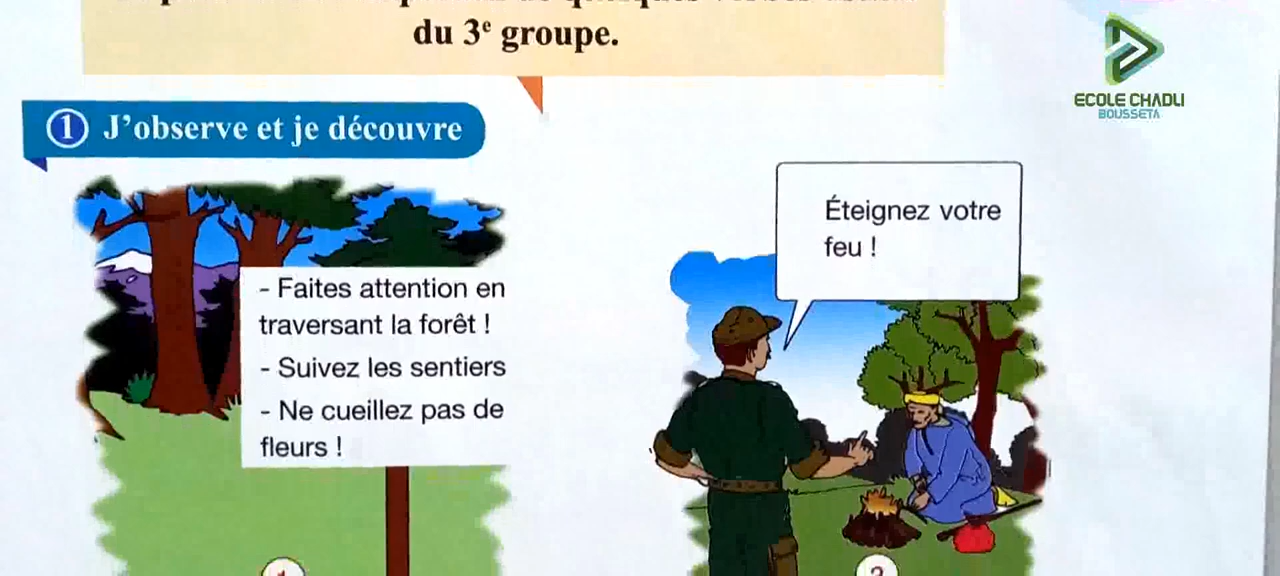 du 3e groupe.
ECOLE CHADLI
BOUSSETA
1 J'observe et je découvre
- Faites attention en
traversant la forêt !
- Suivez les sentiers
- Ne cueillez pas de
fleurs !
Éteignez votre
feu !